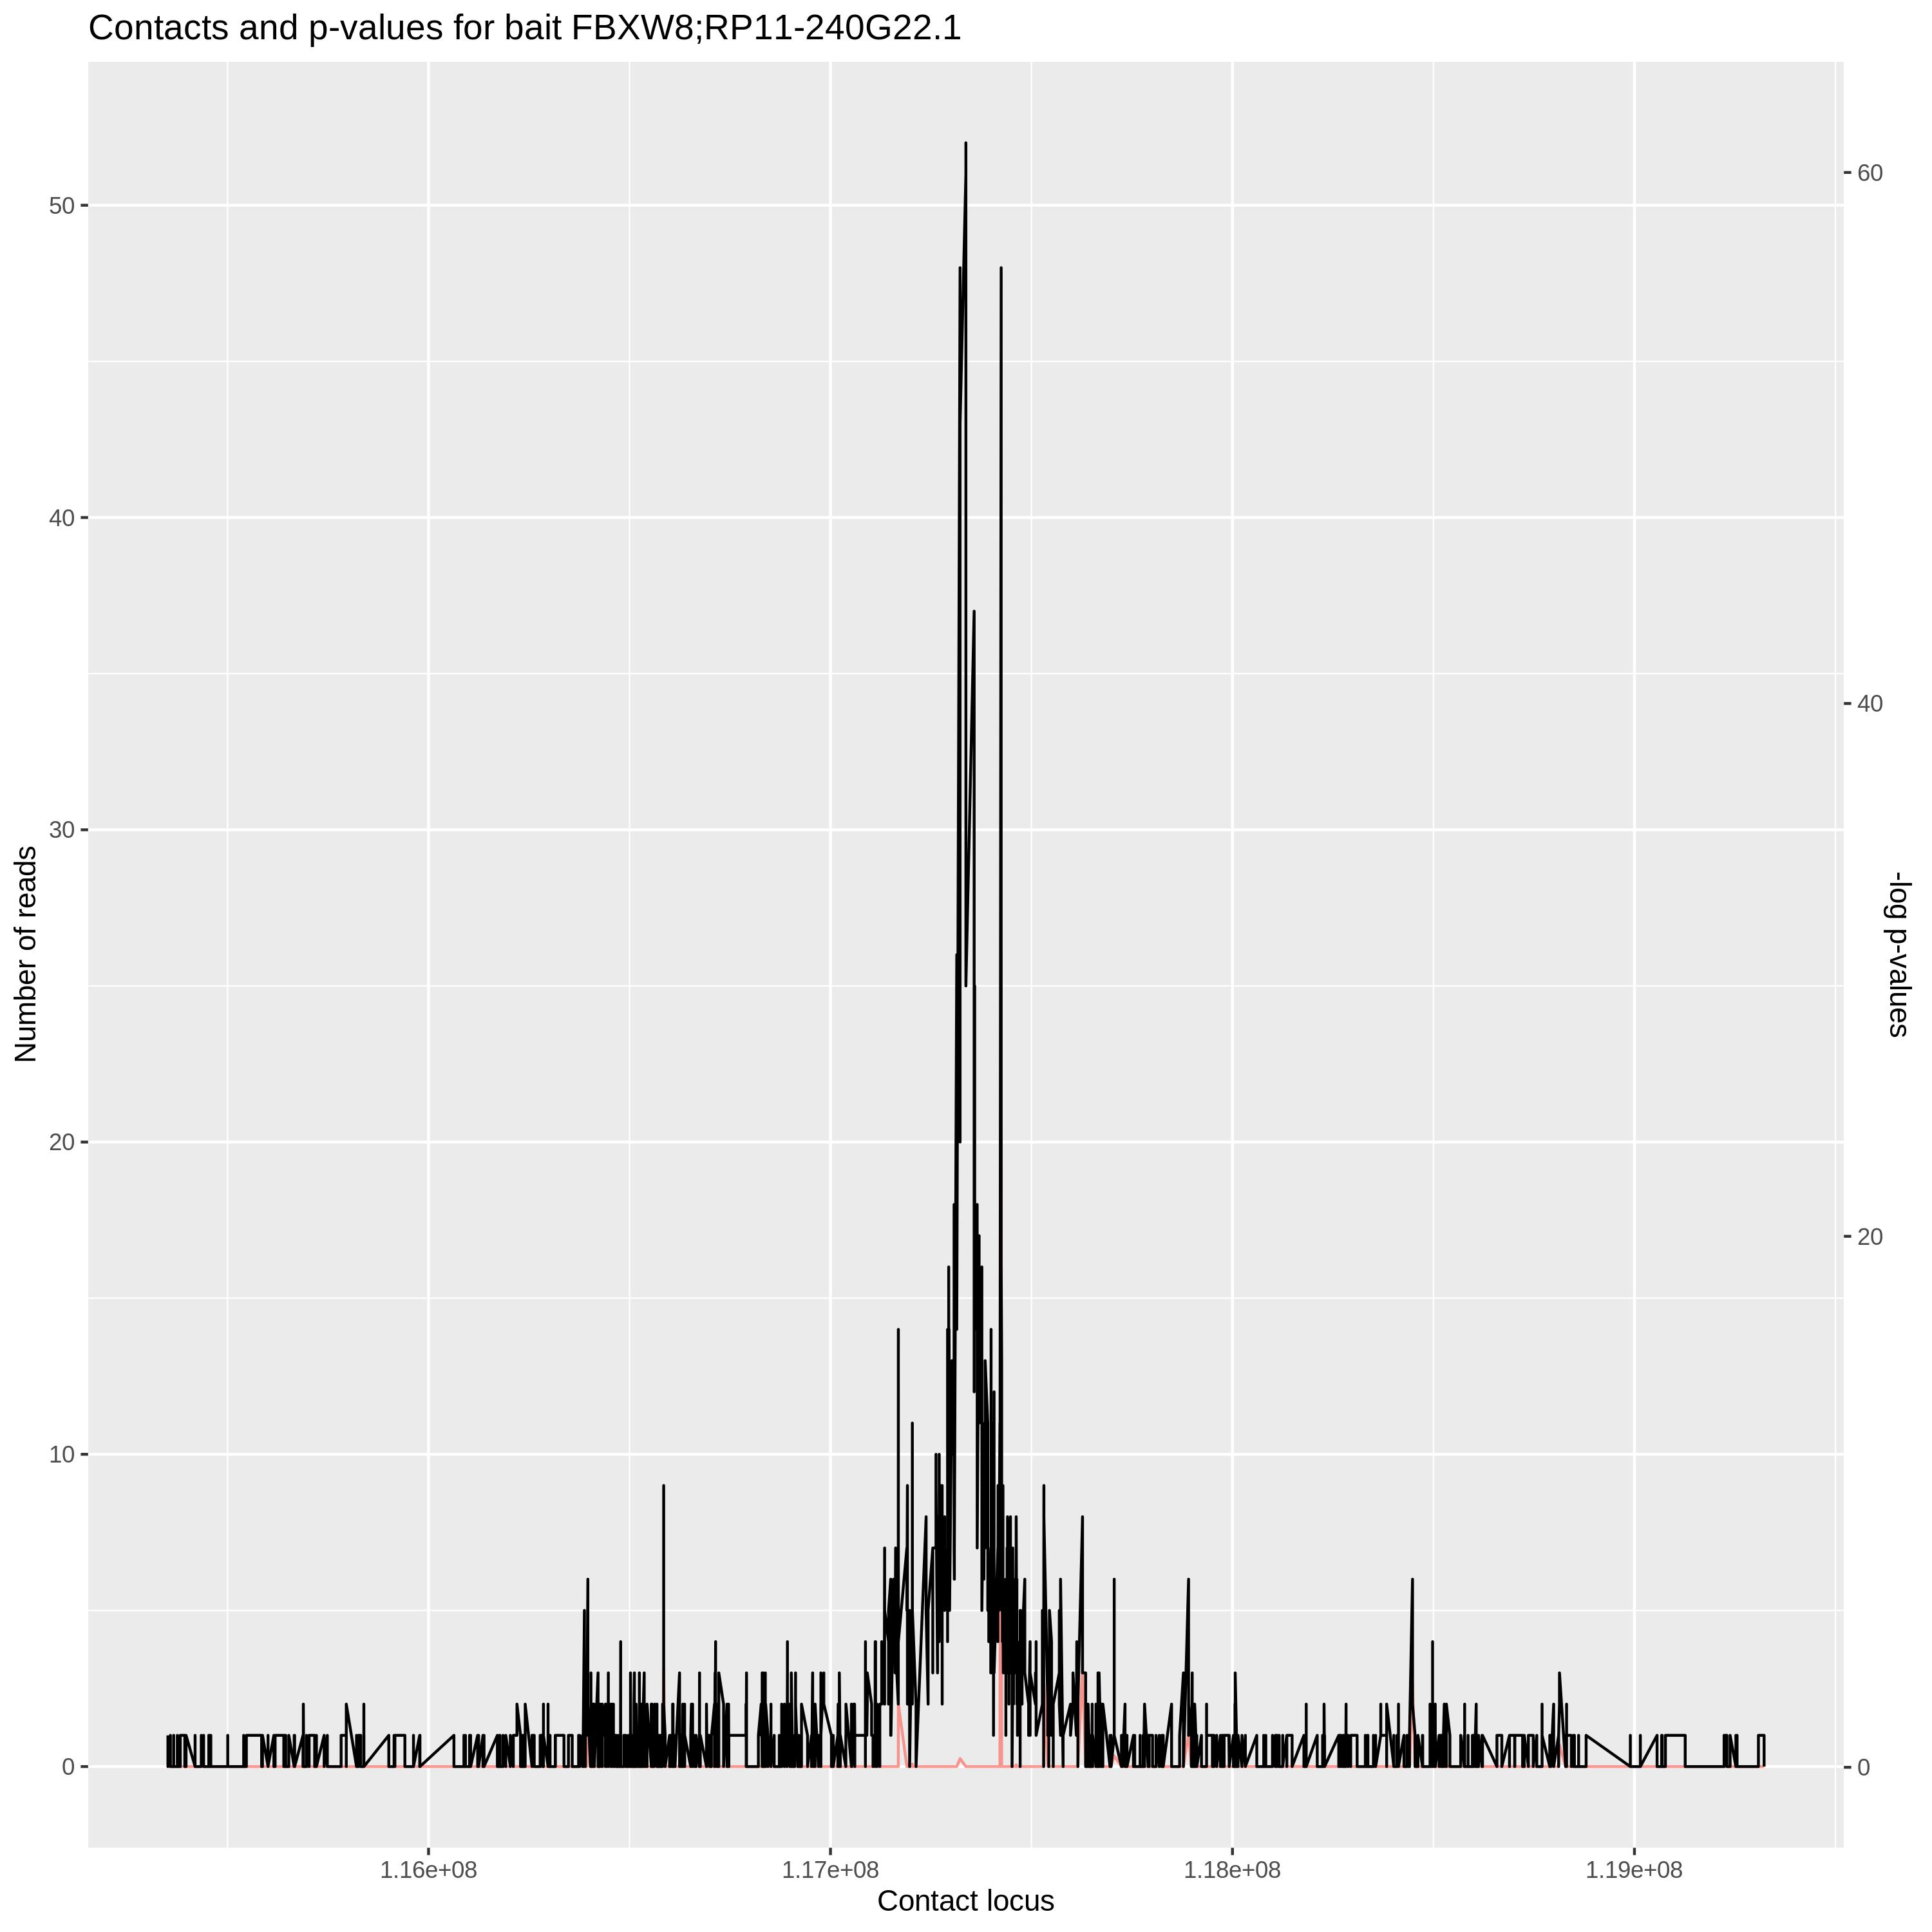 Contacts and p-values for bait FBXW8;RP11-240G22.1
50
40
30
20
10
0
Number of reads
60
40
20
0
-log p-values
1.16e+08
1.17e+08
1.18e+08
1.19e+08
Contact locus